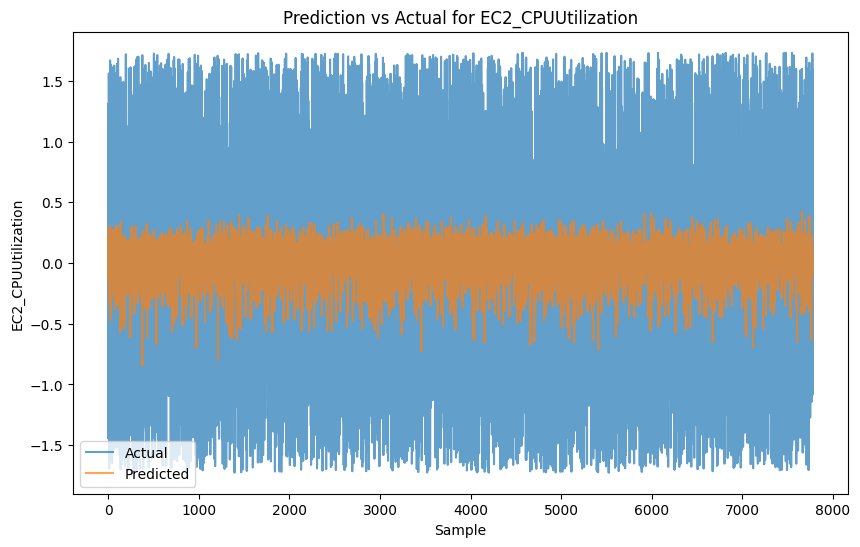 Prediction vs Actual for EC2_CPUUtilization
EC2_CPUUtilization
1.5
1.0
0.5
0.0
−0.5
−1.0
−1.5
Actual
Predicted
0 1000 2000 3000 4000 5000 6000 7000 8000
Sample